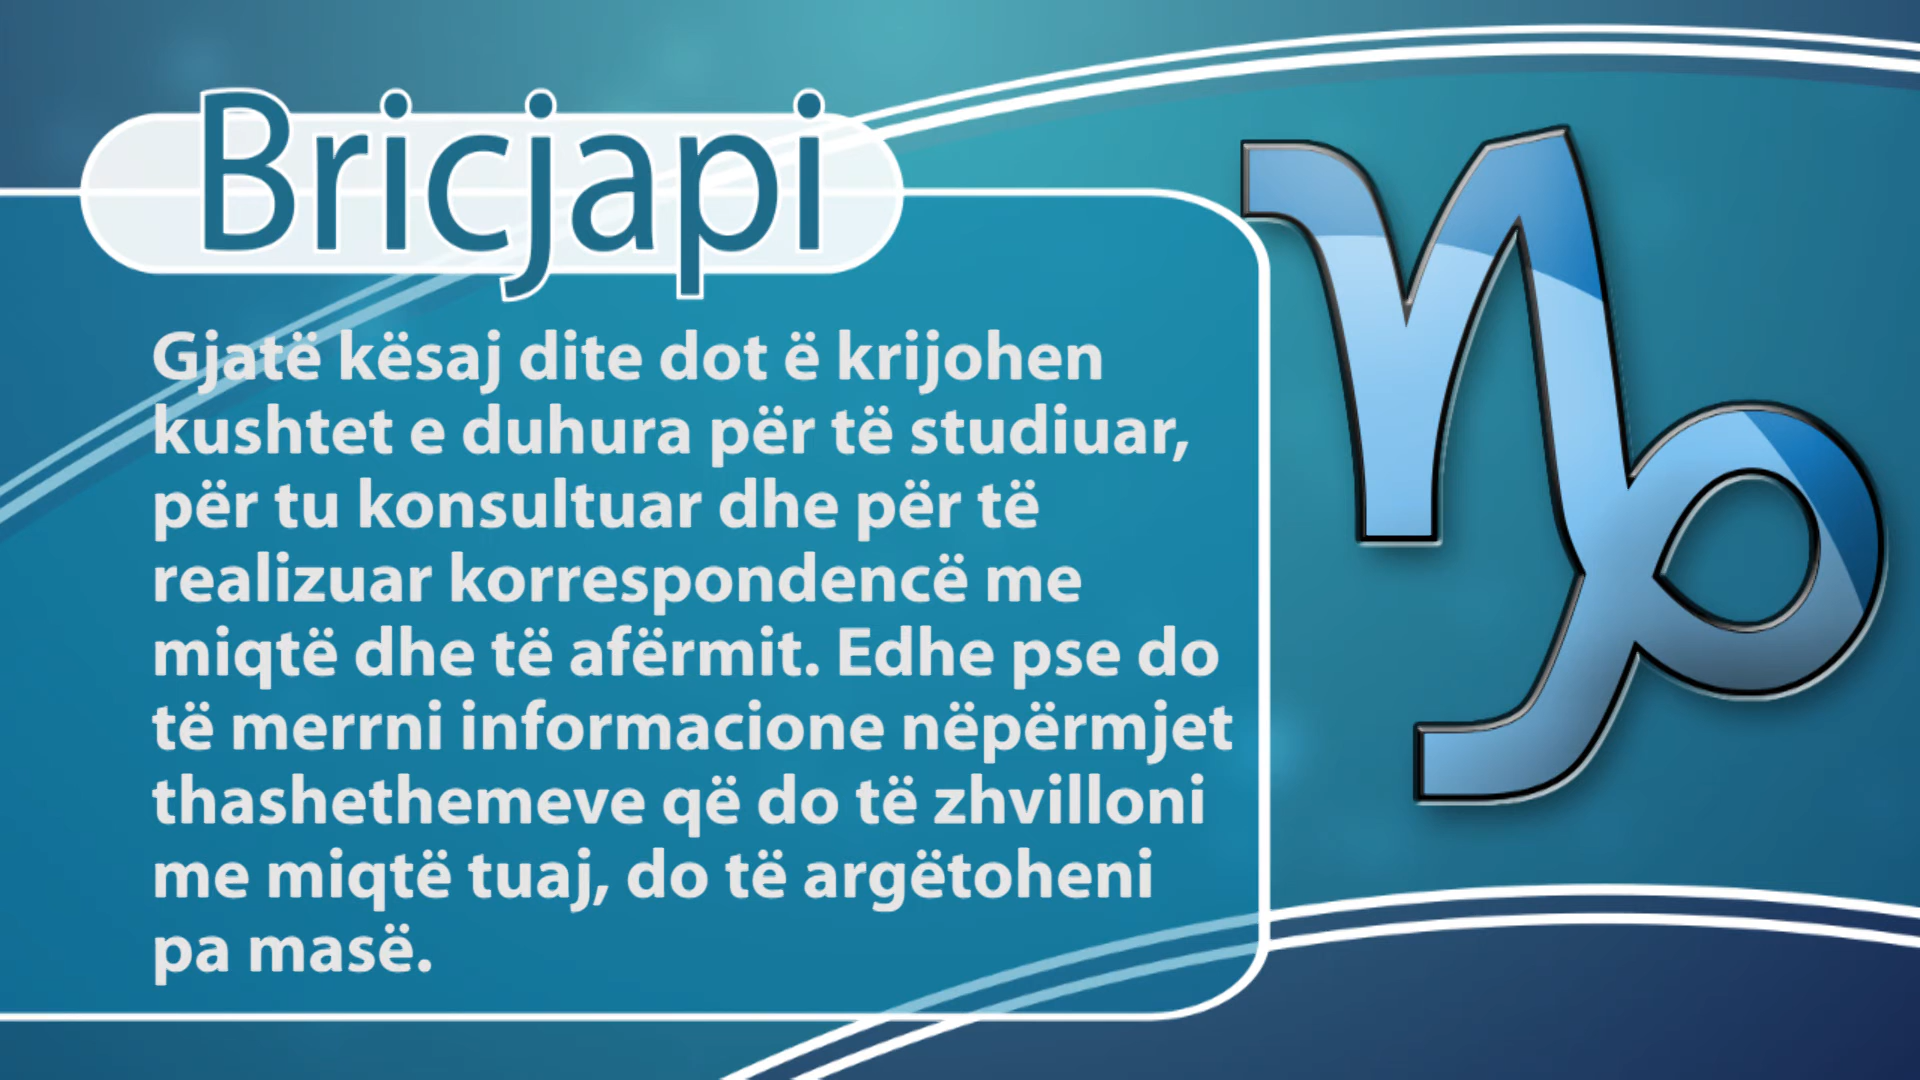 Bricjapi
Gjatë kësaj dite dot ë krijohen
kushtet e duhura për të studiuar,
për tu konsultuar dhe për të
realizuar korrespondencë me
miqtë dhe të afërmit. Edhe pse do
të merrni informacione nëpërmjet
thashethemeve që do të zhvilloni
me miqtë tuaj, do të argëtoheni
pa masë.